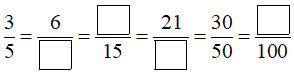 3/5 = 6/□ = □/15 = 21/□ = 30/50 = □/100